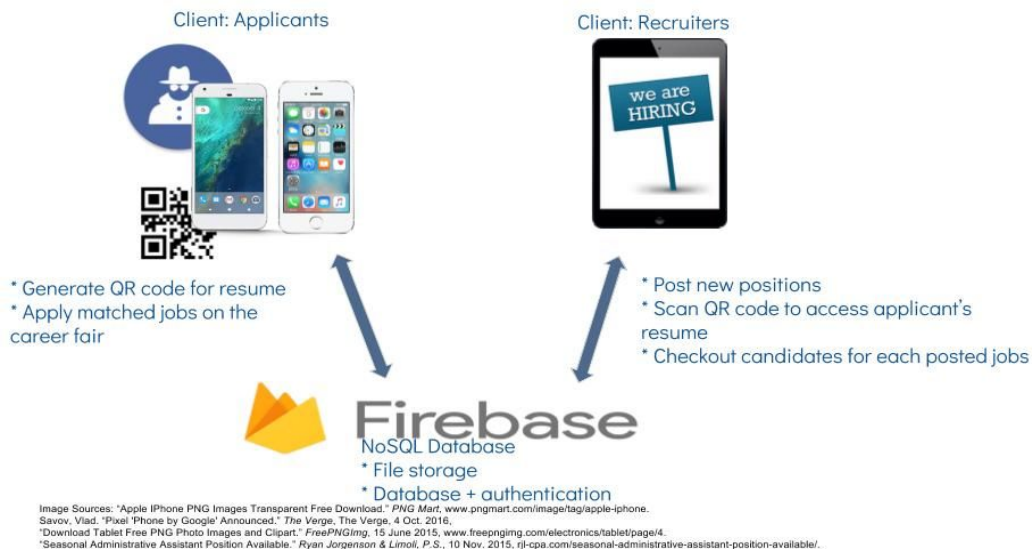 Client: Applicants
Client: Recruiters
we are
HIRING
* Generate QR code for resume
* Apply matched jobs on the
career fair
* Post new positions
* Scan QR code to access applicant's
resume
* Checkout candidates for each posted jobs
Firebase
NoSQL Database
* File storage
* Database + authentication
Image Sources: "Apple IPhone PNG Images Transparent Free Download." PNG Mart, www.pngmart.com/image/tag/apple-iphone.
Savov, Vlad. "Pixel 'Phone by Google' Announced." The Verge, The Verge, 4 Oct. 2016,
"Download Tablet Free PNG Photo Images and Clipart." FreePNGImg, 15 June 2015, www.freepngimg.com/electronics/tablet/page/4.
"Seasonal Administrative Assistant Position Available." Ryan Jorgenson & Limoli, P.S., 10 Nov. 2015, rjl-cpa.com/seasonal-administrative-assistant-position-available/.